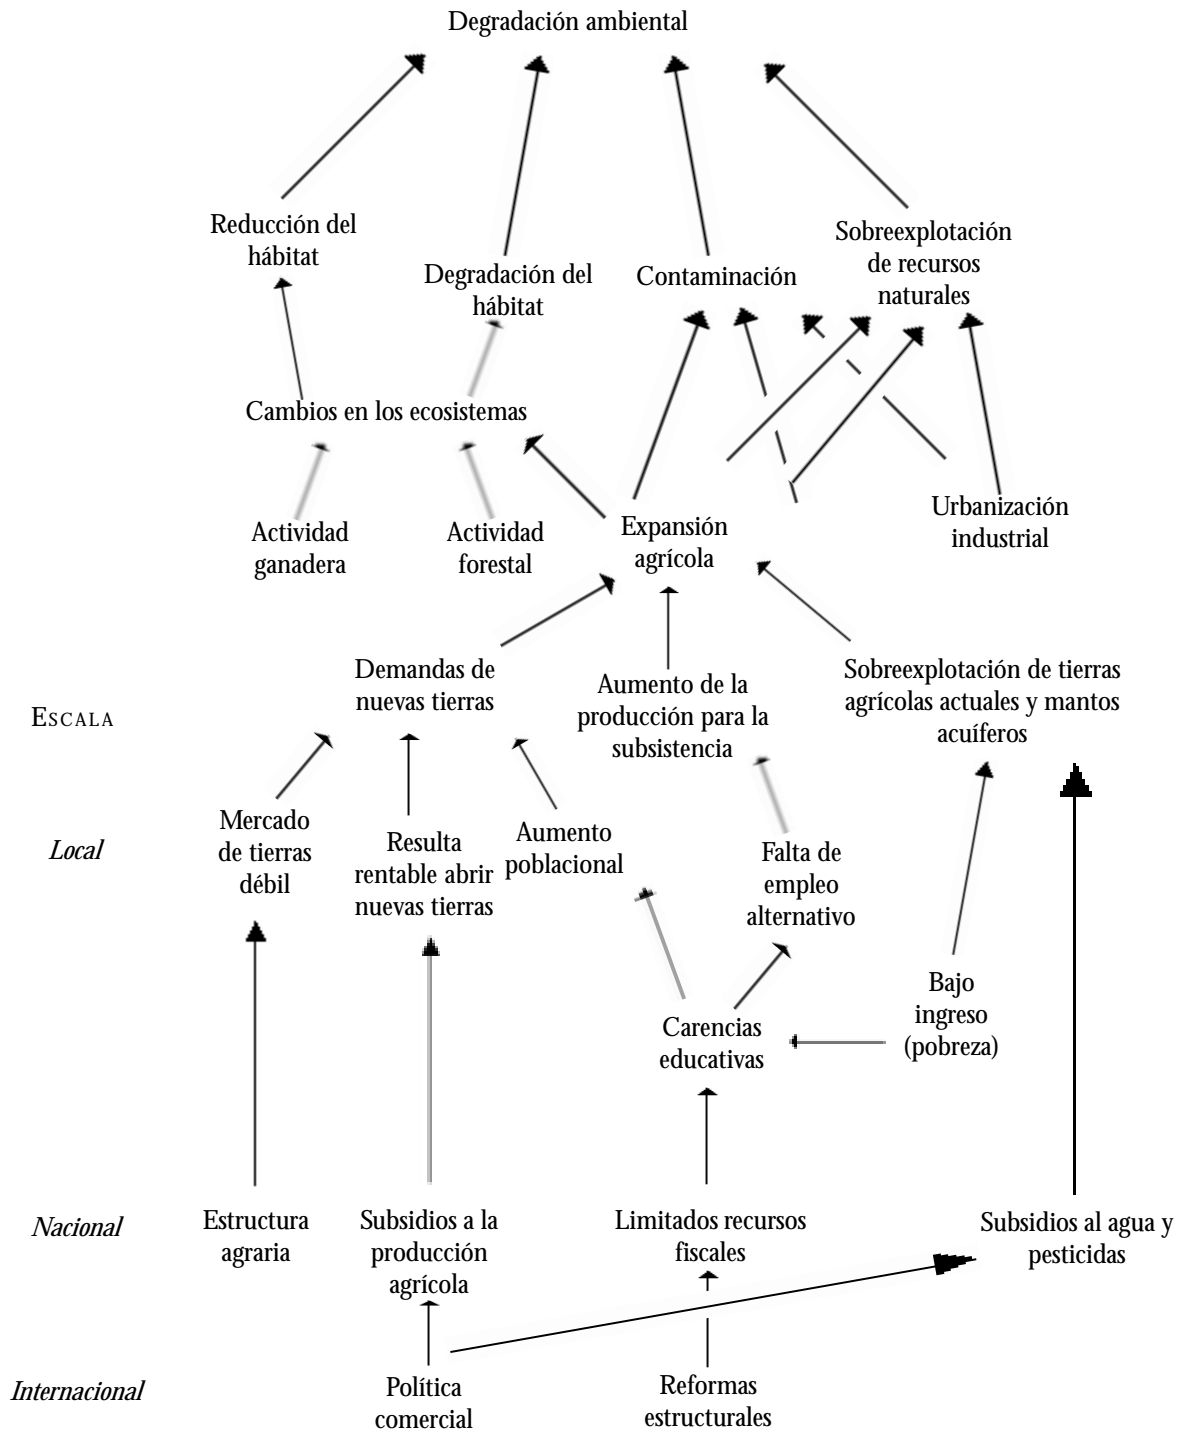 Degradación ambiental
Reducción del
hábitat
Degradación del
hábitat
Contaminación
Sobreexplotación
de recursos
naturales
Cambios en los ecosistemas
Actividad
ganadera
Actividad
forestal
Expansión
agrícola
Urbanización
industrial
Demandas de
nuevas tierras
Aumento de la
producción para la
subsistencia
Sobreexplotación de tierras
agrícolas actuales y mantos
acuíferos
ESCALA
Local
Mercado
de tierras
débil
Resulta
rentable abrir
nuevas tierras
Aumento
poblacional
Falta de
empleo
alternativo
Carencias
educativas
Bajo
ingreso
(pobreza)
Nacional
Estructura
agraria
Subsidios a la
producción
agrícola
Limitados recursos
fiscales
Subsidios al agua y
pesticidas
Internacional
Política
comercial
Reformas
estructurales